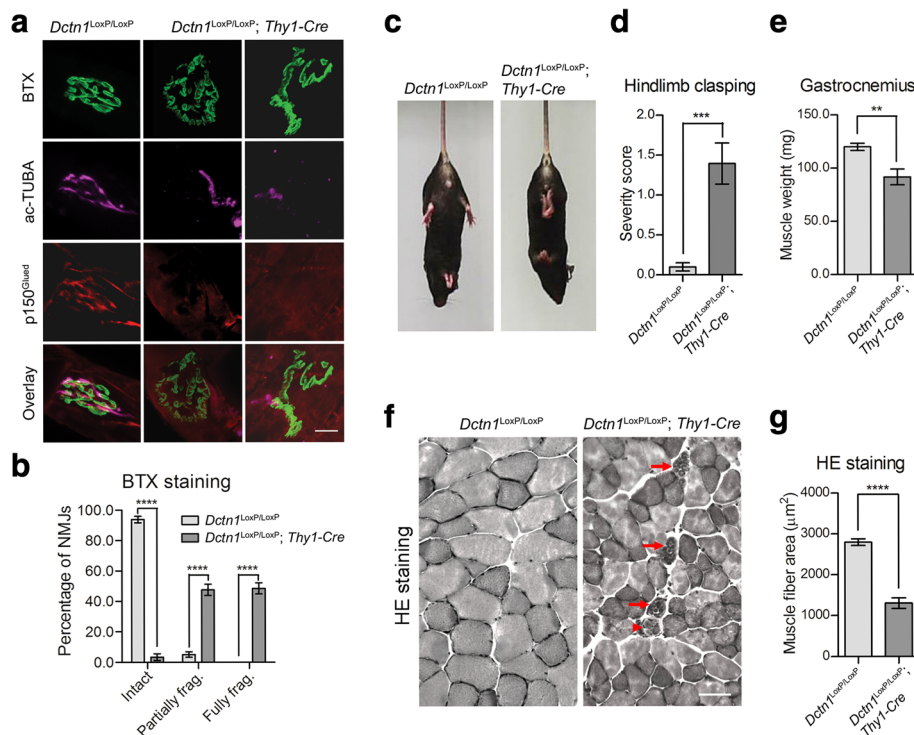 a
Dctn1LoxP/LoxP
Dctn1LoxP/LoxP; Thy1-Cre
BTX
ac-TUBA
p150Glued
Overlay
b
BTX staining
Percentage of NMJs
100.0
80.0
60.0
40.0
20.0
0.0
****
****
****
Dctn1LoxP/LoxP
Dctn1LoxP/LoxP; Thy1-Cre
Intact
Partially frag.
Fully frag.
c
Dctn1LoxP/LoxP
Dctn1LoxP/LoxP;
Thy1-Cre
d
Hindlimb clasping
Severity score
2.0
1.5
1.0
0.5
0.0
***
Dctn1LoxP/LoxP
Dctn1LoxP/LoxP;
Thy1-Cre
e
Gastrocnemius
Muscle weight (mg)
150.0
100.0
50.0
0.0
**
Dctn1LoxP/LoxP
Dctn1LoxP/LoxP;
Thy1-Cre
f
Dctn1LoxP/LoxP
Dctn1LoxP/LoxP; Thy1-Cre
HE staining
g
HE staining
Muscle fiber area (μm2)
4000
3000
2000
1000
0
****
Dctn1LoxP/LoxP
Dctn1LoxP/LoxP;
Thy1-Cre